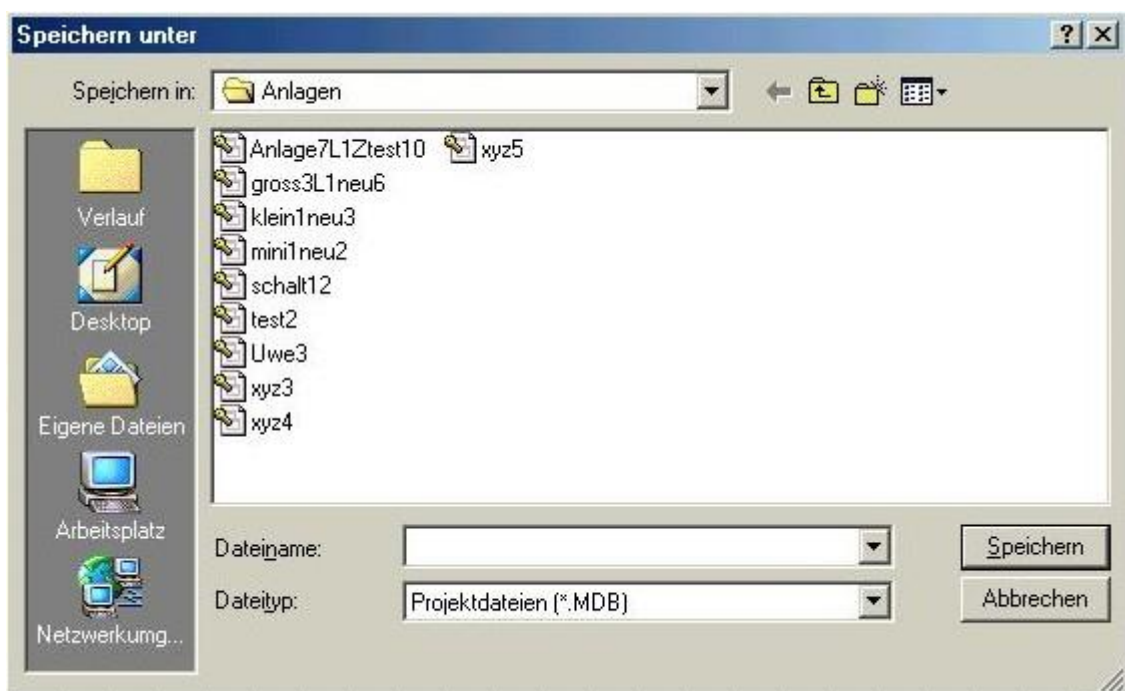 Speichern unter
Speichern in: Anlagen
Verlauf
Desktop
Eigene Dateien
Arbeitsplatz
Netzwerkumg...
Anlage7L1Ztest10
gross3L1neu6
klein1neu3
mini1neu2
schalt12
test2
Uwe3
xyz3
xyz4
xyz5
Dateiname:
Speichern
Dateityp: Projektdateien (*.MDB)
Abbrechen